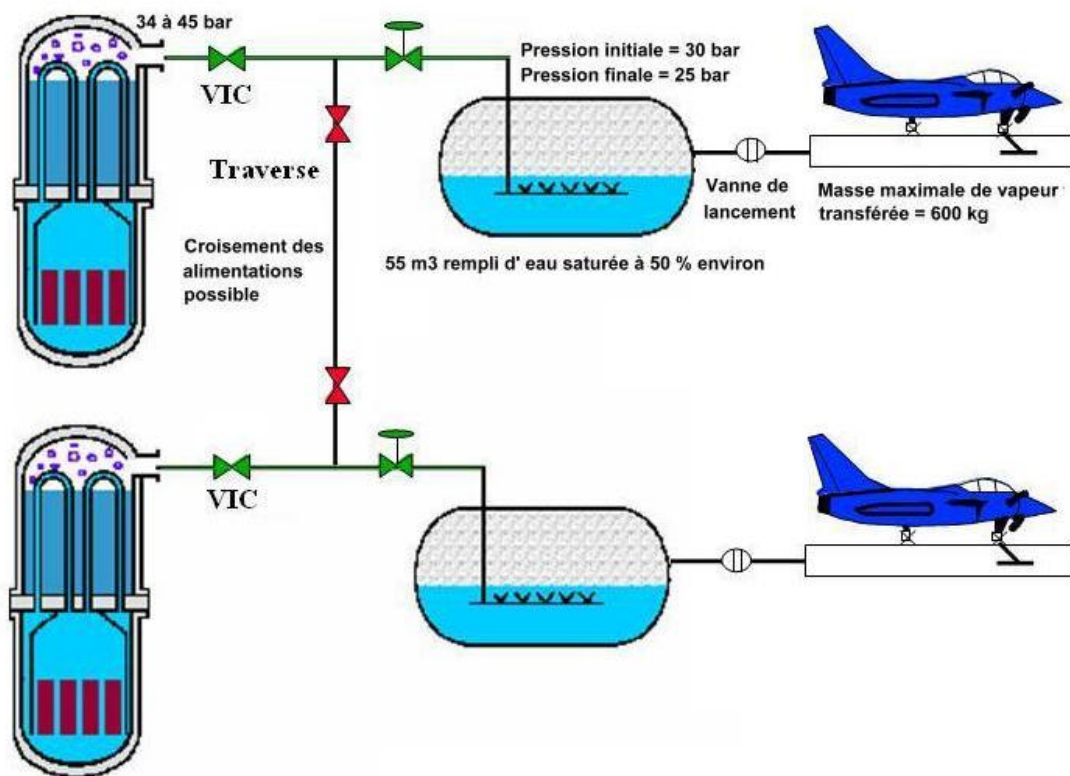 34 à 45 bar
VIC
Pression initiale = 30 bar
Pression finale = 25 bar
Traverse
Vanne de
lancement
Masse maximale de vapeur
transférée = 600 kg
Croisement des
alimentations
possible
55 m3 rempli d' eau saturée à 50 % environ
VIC